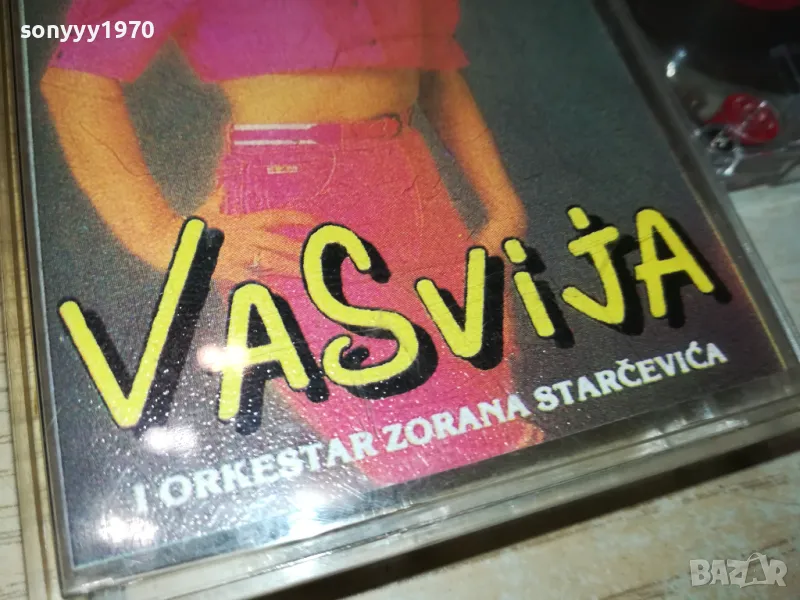 sonyyy1970
VASviJA
I ORKESTAR ZORANA STARČEVIĆA
BAZAR